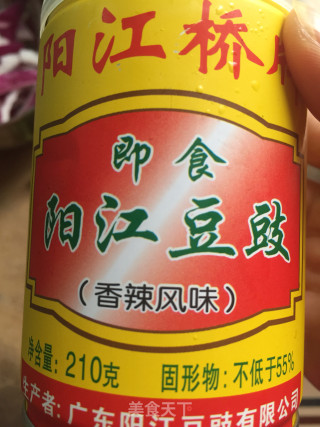 阳江桥牌
即食
阳江豆豉
（香辣风味）
净含量：210克 固形物：不低于55%
生产者：广东阳江豆豉有限公司
美食天下